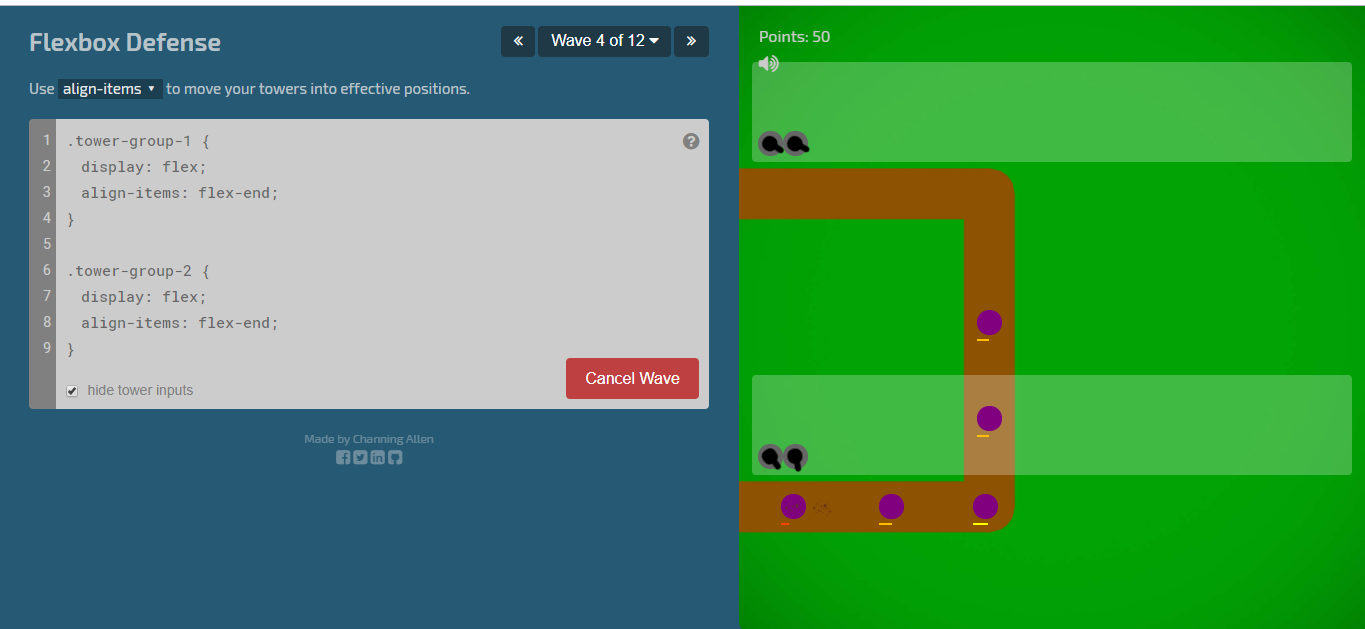 Flexbox Defense
« Wave 4 of 12 »
Points: 50
Use align-items to move your towers into effective positions.
1 .tower-group-1 {
2 display: flex;
3 align-items: flex-end;
4 }
5
6 .tower-group-2 {
7 display: flex;
8 align-items: flex-end;
9 }
?
hide tower inputs
Cancel Wave
Made by Channing Allen